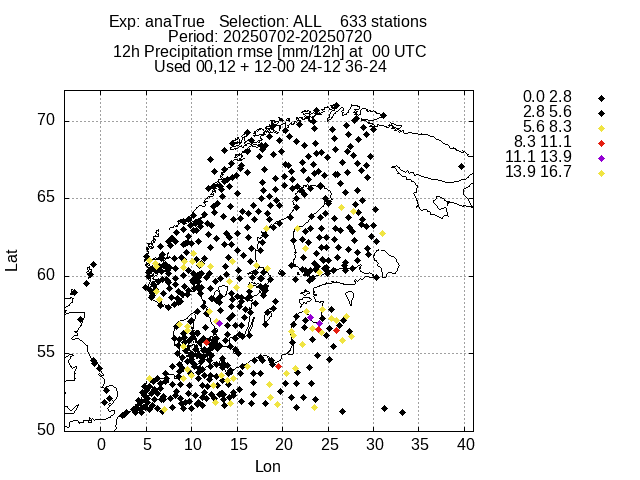 Exp: anaTrue   Selection: ALL    633 stations
Period: 20250702-20250720
12h Precipitation rmse [mm/12h] at  00 UTC
Used 00,12 + 12-00 24-12 36-24
0.0 2.8
2.8 5.6
5.6 8.3
8.3 11.1
11.1 13.9
13.9 16.7
70
65
60
55
50
Lat
0 5 10 15 20 25 30 35 40
Lon